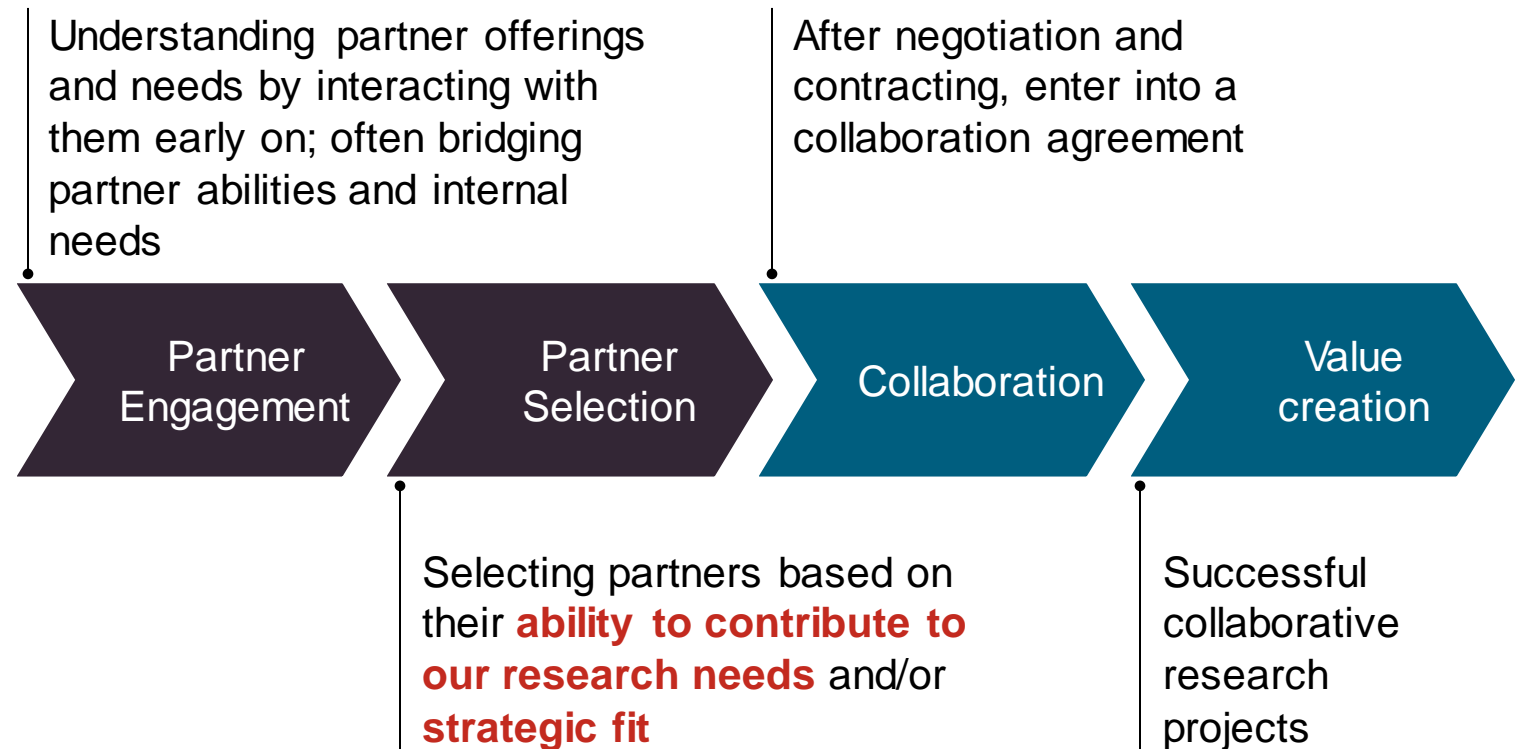 Understanding partner offerings
and needs by interacting with
them early on; often bridging
partner abilities and internal
needs
After negotiation and
contracting, enter into a
collaboration agreement
Partner
Engagement
Partner
Selection
Collaboration
Value
creation
Selecting partners based on
their ability to contribute to
our research needs and/or
strategic fit
Successful
collaborative
research
projects